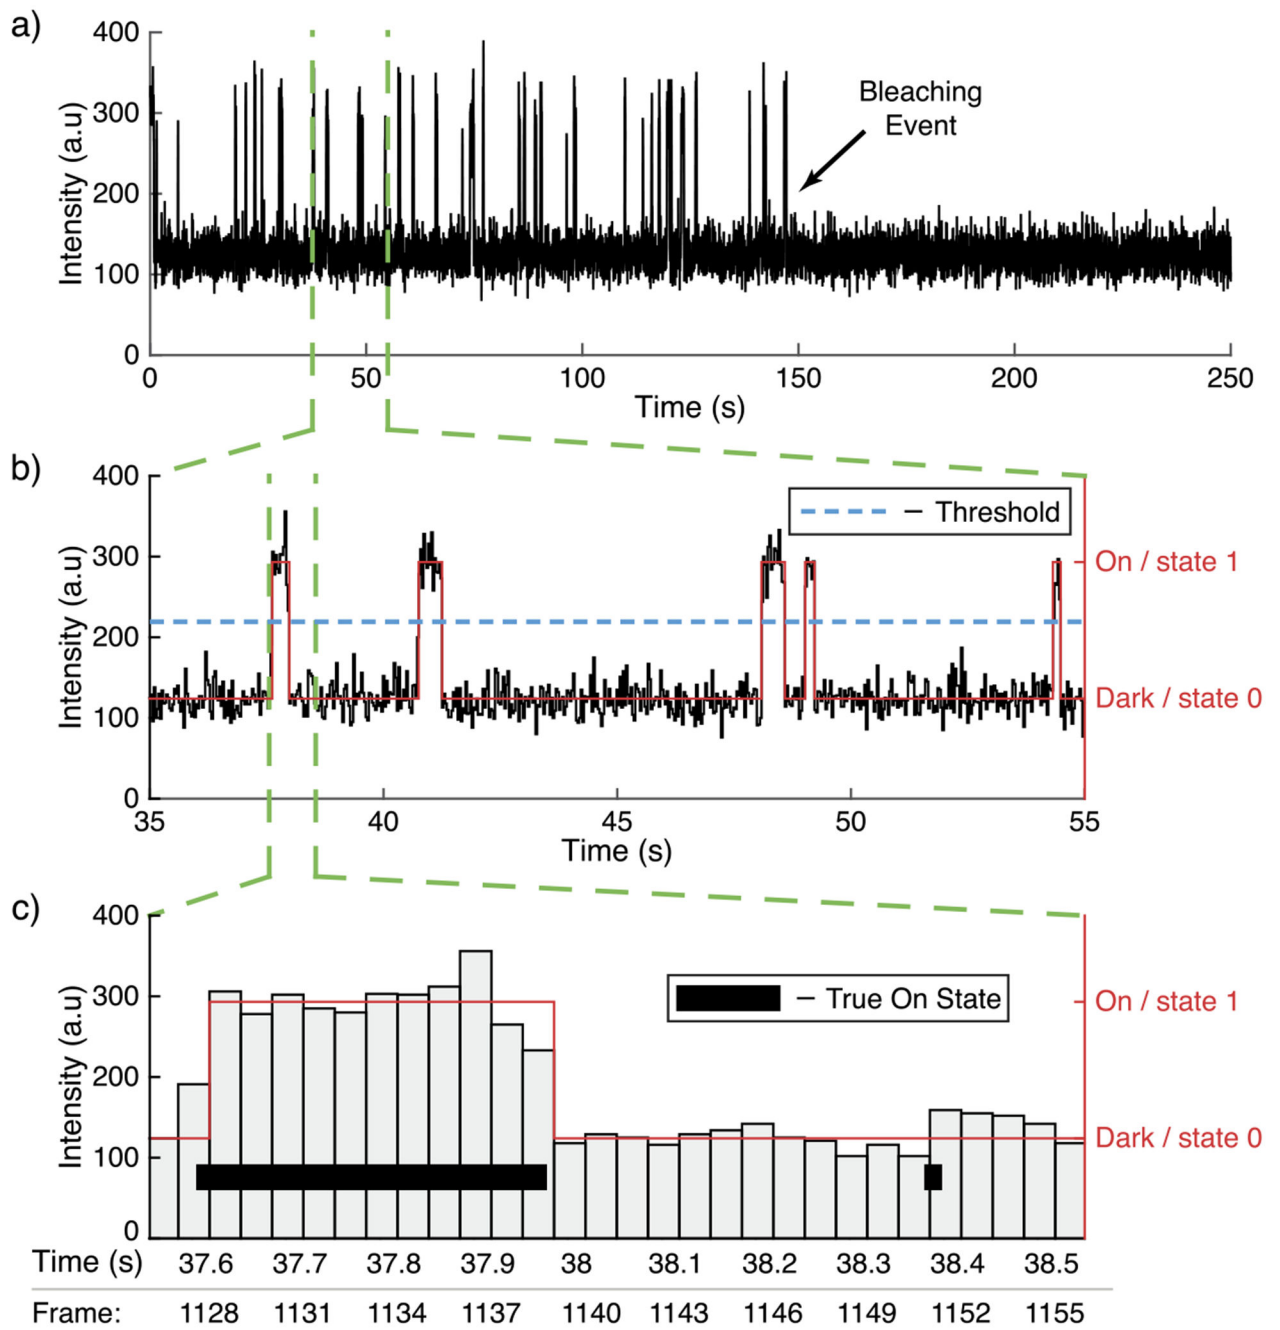 a)
400
300
200
100
0
Intensity (a.u)
Bleaching
Event
0 50 100 150 200 250
Time (s)
b)
400
300
200
100
0
Intensity (a.u)
– Threshold
On / state 1
Dark / state 0
35 40 45 50 55
Time (s)
c)
400
300
200
100
0
Intensity (a.u)
– True On State
On / state 1
Dark / state 0
Time (s) 37.6 37.7 37.8 37.9 38 38.1 38.2 38.3 38.4 38.5
Frame: 1128 1131 1134 1137 1140 1143 1146 1149 1152 1155